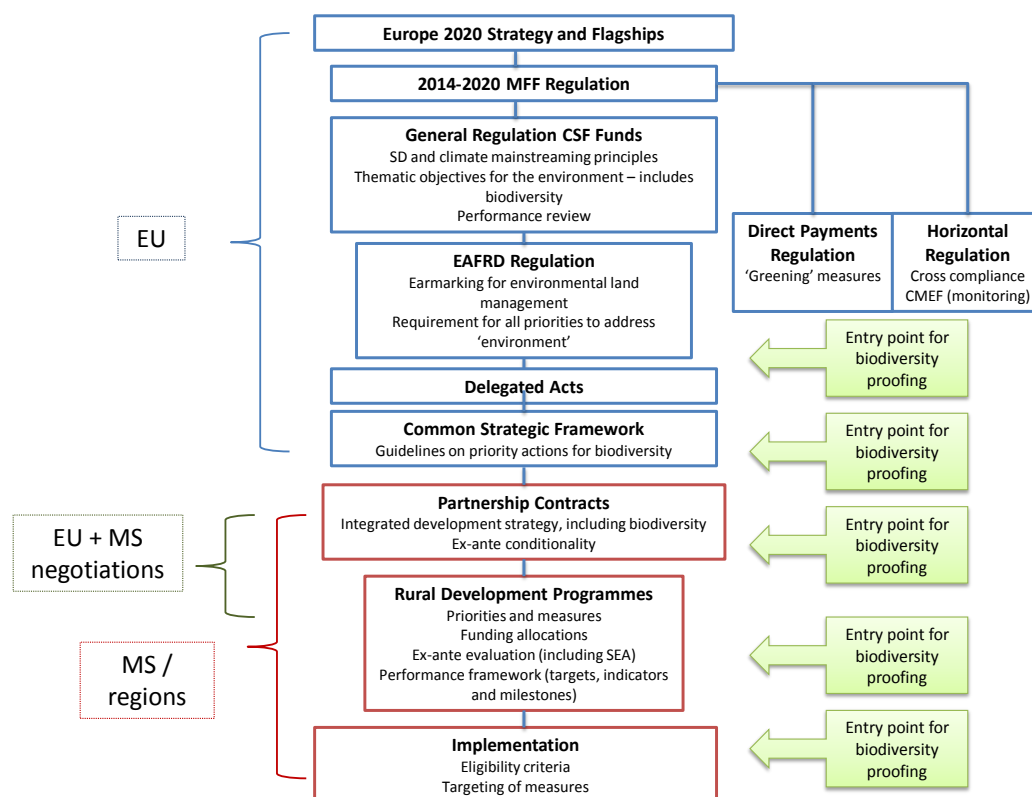 Europe 2020 Strategy and Flagships
2014-2020 MFF Regulation
General Regulation CSF Funds
SD and climate mainstreaming principles
Thematic objectives for the environment – includes
biodiversity
Performance review
EU
Direct Payments
Regulation
'Greening' measures
Horizontal
Regulation
Cross compliance
CMEF (monitoring)
EAFRD Regulation
Earmarking for environmental land
management
Requirement for all priorities to address
'environment'
Entry point for
biodiversity
proofing
Delegated Acts
Common Strategic Framework
Guidelines on priority actions for biodiversity
Entry point for
biodiversity
proofing
Partnership Contracts
Integrated development strategy, including biodiversity
Ex-ante conditionality
EU + MS
negotiations
Entry point for
biodiversity
proofing
Rural Development Programmes
Priorities and measures
Funding allocations
Ex-ante evaluation (including SEA)
Performance framework (targets, indicators
and milestones)
MS /
regions
Entry point for
biodiversity
proofing
Implementation
Eligibility criteria
Targeting of measures
Entry point for
biodiversity
proofing